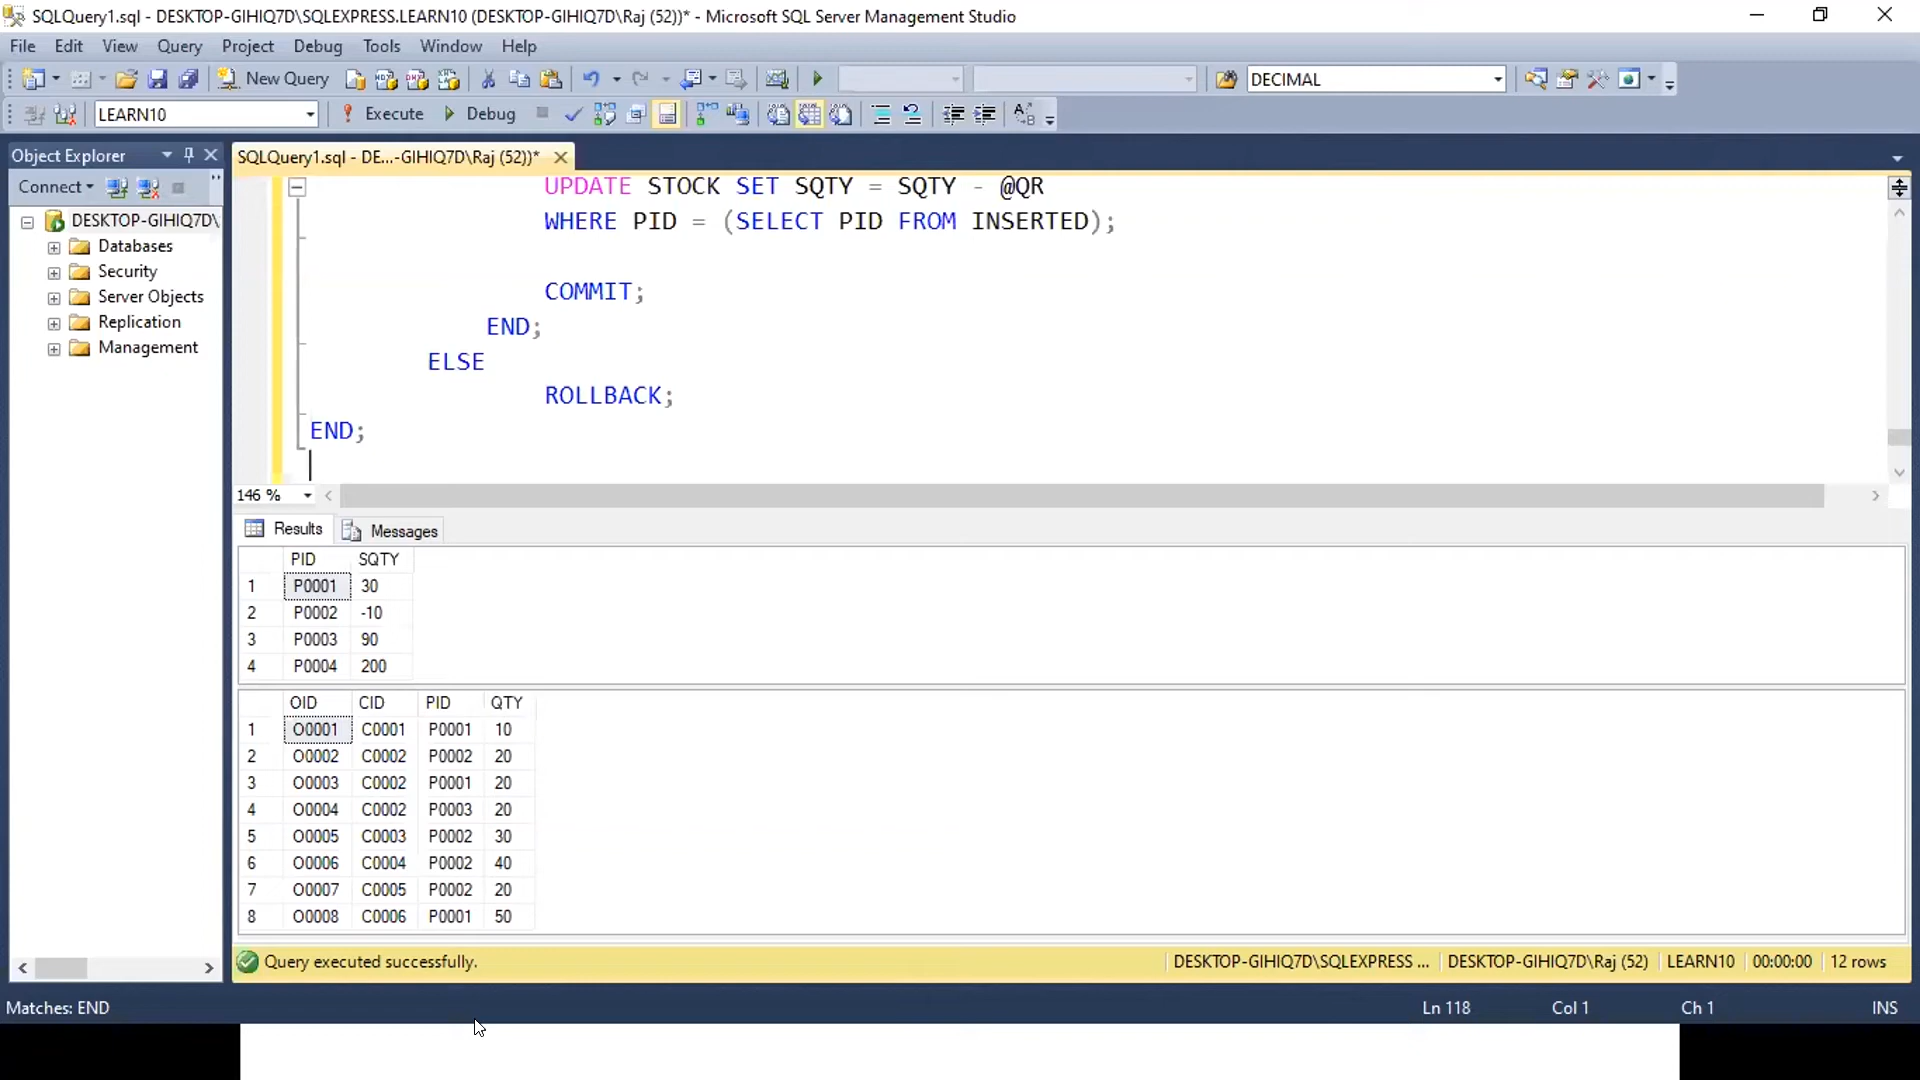 SQLQuery1.sql - DESKTOP-GIHIQ7D\SQLEXPRESS.LEARN10 (DESKTOP-GIHIQ7D\Raj (52))* - Microsoft SQL Server Management Studio
File Edit View Query Project Debug Tools Window Help
New Query DECIMAL
LEARN10 Execute Debug
Object Explorer
SQLQuery1.sql - DE...-GIHIQ7D\Raj (52))*
Connect
DESKTOP-GIHIQ7D\
Databases
Security
Server Objects
Replication
Management
UPDATE STOCK SET SQTY = SQTY - @QR
WHERE PID = (SELECT PID FROM INSERTED);
COMMIT;
END;
ELSE
ROLLBACK;
END;
146 %
Results Messages
PID SQTY
1 P0001 30
2 P0002 -10
3 P0003 90
4 P0004 200
OID CID PID QTY
1 O0001 C0001 P0001 10
2 O0002 C0002 P0002 20
3 O0003 C0002 P0001 20
4 O0004 C0002 P0003 20
5 O0005 C0003 P0002 30
6 O0006 C0004 P0002 40
7 O0007 C0005 P0002 20
8 O0008 C0006 P0001 50
Query executed successfully. DESKTOP-GIHIQ7D\SQLEXPRESS ... DESKTOP-GIHIQ7D\Raj (52) LEARN10 00:00:00 12 rows
Matches: END Ln 118 Col 1 Ch 1 INS